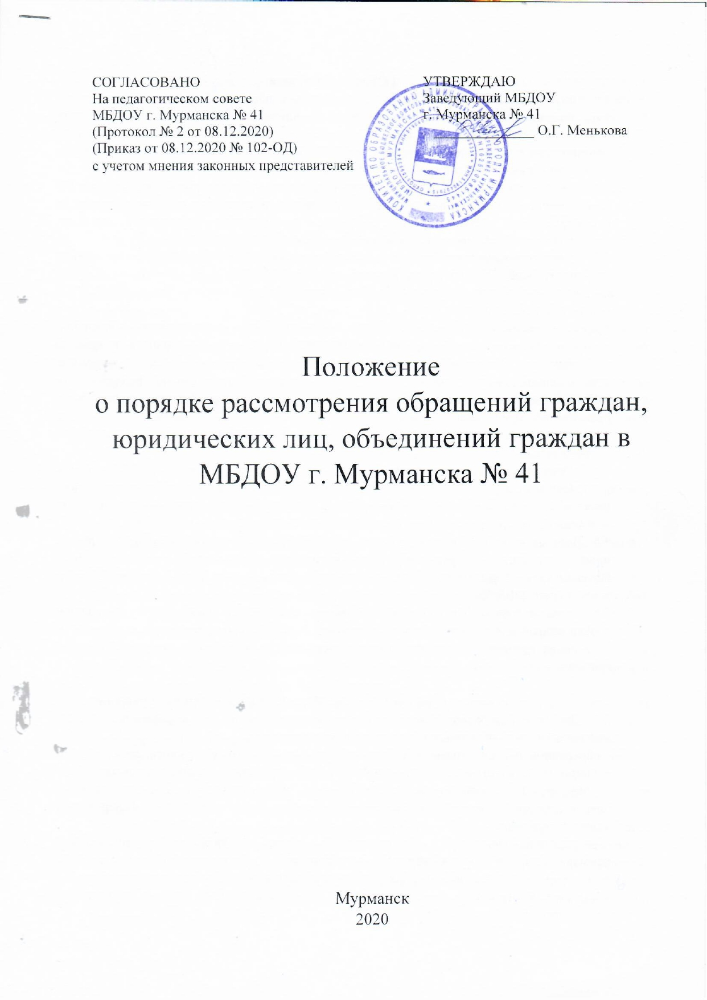 СОГЛАСОВАНО
На педагогическом совете
МБДОУ г. Мурманска № 41
(Протокол № 2 от 08.12.2020)
(Приказ от 08.12.2020 № 102-ОД)
с учетом мнения законных представителей
УТВЕРЖДАЮ
Заведующий МБДОУ
г. Мурманска № 41
О.Г. Менькова
КОМИТЕТ ПО ОБРАЗОВАНИЮ АДМИНИСТРАЦИИ ГОРОДА МУРМАНСКА
Положение
о порядке рассмотрения обращений граждан,
юридических лиц, объединений граждан в
МБДОУ г. Мурманска № 41
Мурманск
2020